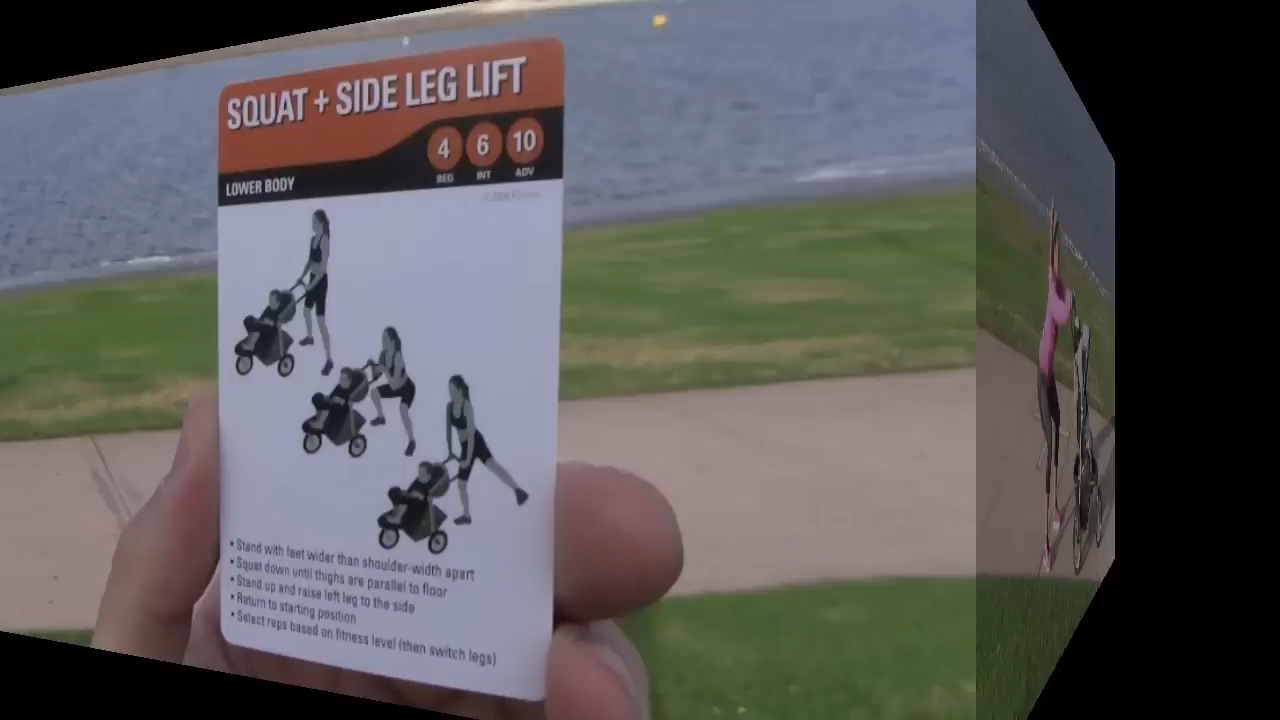 SQUAT + SIDE LEG LIFT
4 6 10
BEG INT ADV
LOWER BODY
• Stand with feet wider than shoulder-width apart
• Squat down until thighs are parallel to floor
• Stand up and raise left leg to the side
• Return to starting position
• Select reps based on fitness level (then switch legs)